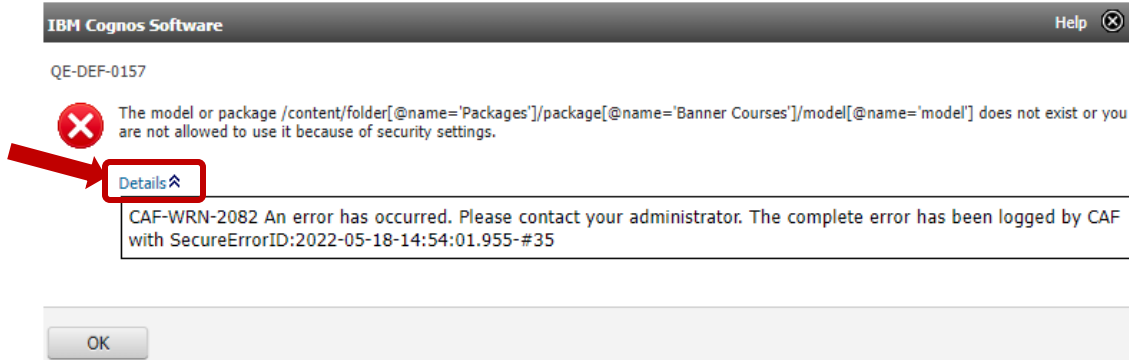 IBM Cognos Software
Help
QE-DEF-0157
The model or package /content/folder[@name='Packages']/package[@name='Banner Courses']/model[@name='model'] does not exist or you
are not allowed to use it because of security settings.
Details
CAF-WRN-2082 An error has occurred. Please contact your administrator. The complete error has been logged by CAF
with SecureErrorID:2022-05-18-14:54:01.955-#35
OK